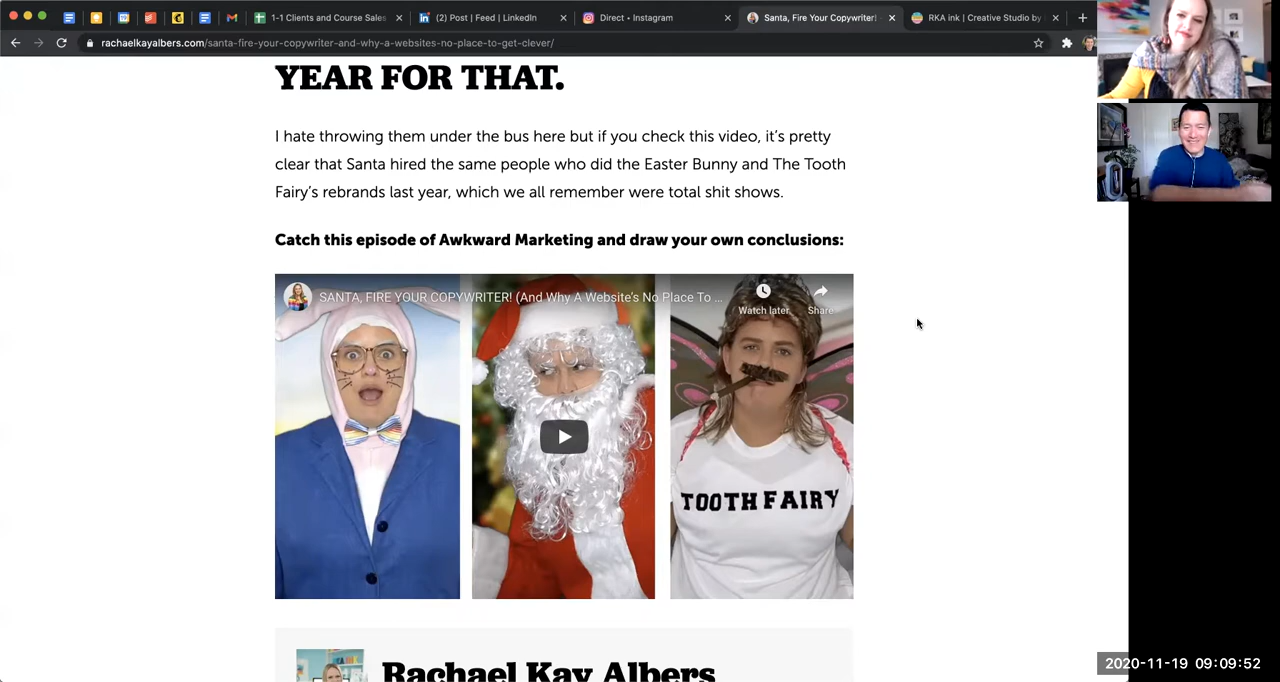 1-1 Clients and Course Sales
(2) Post | Feed | LinkedIn
Direct • Instagram
Santa, Fire Your Copywriter!
RKA ink | Creative Studio by
rachaelkayalbers.com/santa-fire-your-copywriter-and-why-a-websites-no-place-to-get-clever/
YEAR FOR THAT.
I hate throwing them under the bus here but if you check this video, it's pretty
clear that Santa hired the same people who did the Easter Bunny and The Tooth
Fairy's rebrands last year, which we all remember were total shit shows.
Catch this episode of Awkward Marketing and draw your own conclusions:
SANTA, FIRE YOUR COPYWRITER! (And Why A Website's No Place To ...
Watch later
Share
TOOTH FAIRY
Rachael Kay Albers
2020-11-19 09:09:52